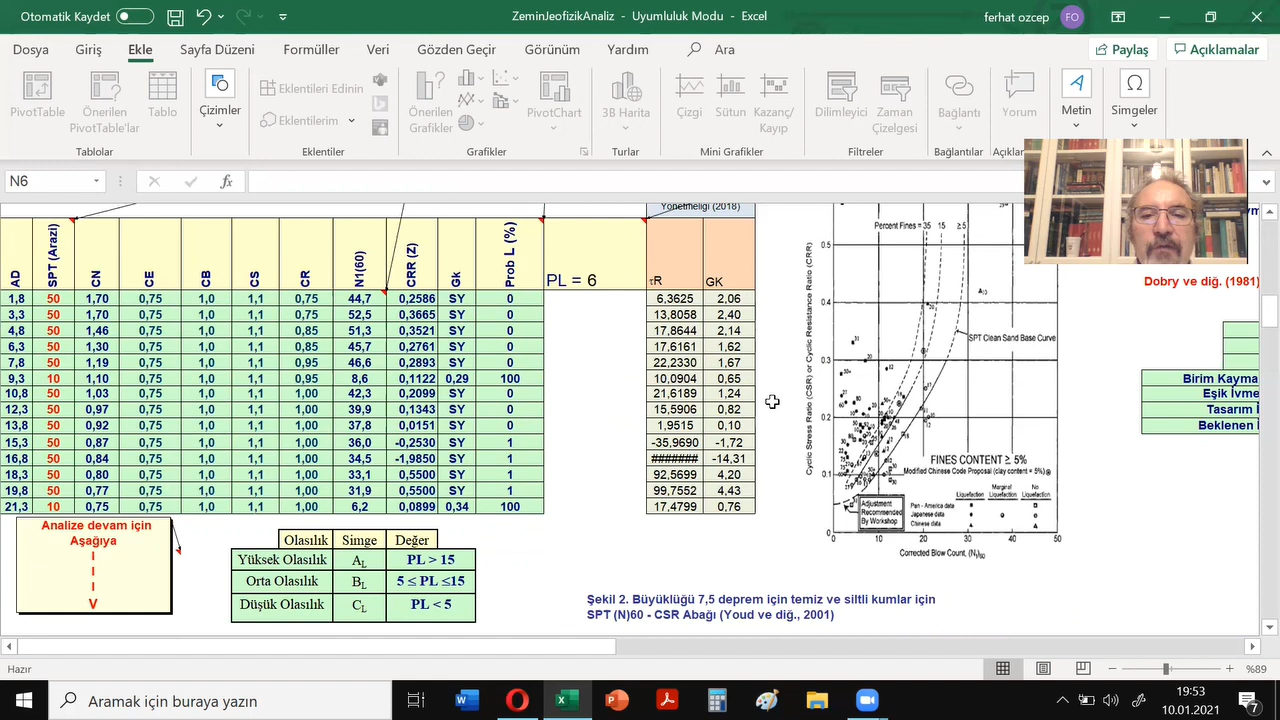 Otomatik Kaydet
ZeminJeofizikAnaliz - Uyumluluk Modu - Excel
ferhat ozcep FO
Dosya Giriş Ekle Sayfa Düzeni Formüller Veri Gözden Geçir Görünüm Yardım Ara
Paylaş Açıklamalar
PivotTable
Önerilen PivotTable'lar
Tablo
Çizimler
Eklentileri Edinin
Eklentilerim
Önerilen Grafikler
PivotChart
3B Harita
Çizgi Sütun Kazanç/Kayıp
Dilimleyici
Zaman Çizelgesi
Bağlantı
Yorum
Metin
Simgeler
Tablolar Eklentiler Grafikler Turlar Mini Grafikler Filtreler Bağlantılar Açıklam
N6 fx
Yönetmeliği (2018)
AD SPT (Arazi) CN CE CB CS CR N1(60) CRR (Z) Gk Prob L (%) PL = 6 τR GK
1,8 50 1,70 0,75 1,0 1,1 0,75 44,7 0,2586 SY 0 6,3625 2,06
3,3 50 1,70 0,75 1,0 1,1 0,75 52,5 0,3665 SY 0 13,8058 2,40
4,8 50 1,46 0,75 1,0 1,1 0,85 51,3 0,3521 SY 0 17,8644 2,14
6,3 50 1,30 0,75 1,0 1,1 0,85 45,7 0,2761 SY 0 17,6161 1,62
7,8 50 1,19 0,75 1,0 1,1 0,95 46,6 0,2893 SY 0 22,2330 1,67
9,3 10 1,10 0,75 1,0 1,1 0,95 8,6 0,1122 0,29 100 10,0904 0,65
10,8 50 1,03 0,75 1,0 1,1 1,00 42,3 0,2099 SY 0 21,6189 1,24
12,3 50 0,97 0,75 1,0 1,1 1,00 39,9 0,1343 SY 0 15,5906 0,82
13,8 50 0,92 0,75 1,0 1,1 1,00 37,8 0,0151 SY 0 1,9515 0,10
15,3 50 0,87 0,75 1,0 1,1 1,00 36,0 -0,2530 SY 1 -35,9690 -1,72
16,8 50 0,84 0,75 1,0 1,1 1,00 34,5 -1,9850 SY 1 ####### -14,31
18,3 50 0,80 0,75 1,0 1,1 1,00 33,1 0,5500 SY 1 92,5699 4,20
19,8 50 0,77 0,75 1,0 1,1 1,00 31,9 0,5500 SY 1 99,7552 4,43
21,3 10 0,75 0,75 1,0 1,1 1,00 6,2 0,0899 0,34 100 17,4799 0,76
Analize devam için
Aşağıya
V
Olasılık Simge Değer
Yüksek Olasılık AL PL > 15
Orta Olasılık BL 5 ≤ PL ≤15
Düşük Olasılık CL PL < 5
Percent Fines = 35 15 ≥ 5
Cyclic Stress Ratio (CSR) or Cyclic Resistance Ratio (CRR)
0.5
0.4
0.3
0.2
0.1
0
SPT Clean Sand Base Curve
FINES CONTENT ≥ 5%
Modified Chinese Code Proposal (clay content = 5%)
Marginal No
Liquefaction Liquefaction Liquefaction
Pan - America data
Japanese data
Chinese data
Adjustment
Recommended
By Workshop
0 10 20 30 40 50
Corrected Blow Count, (N1)60
Şekil 2. Büyüklüğü 7,5 deprem için temiz ve siltli kumlar için
SPT (N)60 - CSR Abağı (Youd ve diğ., 2001)
Dobry ve diğ. (1981)
Birim Kayma
Eşik İvme
Tasarım İ
Beklenen İ
Hazır
%89
Aramak için buraya yazın
19:53
10.01.2021
7